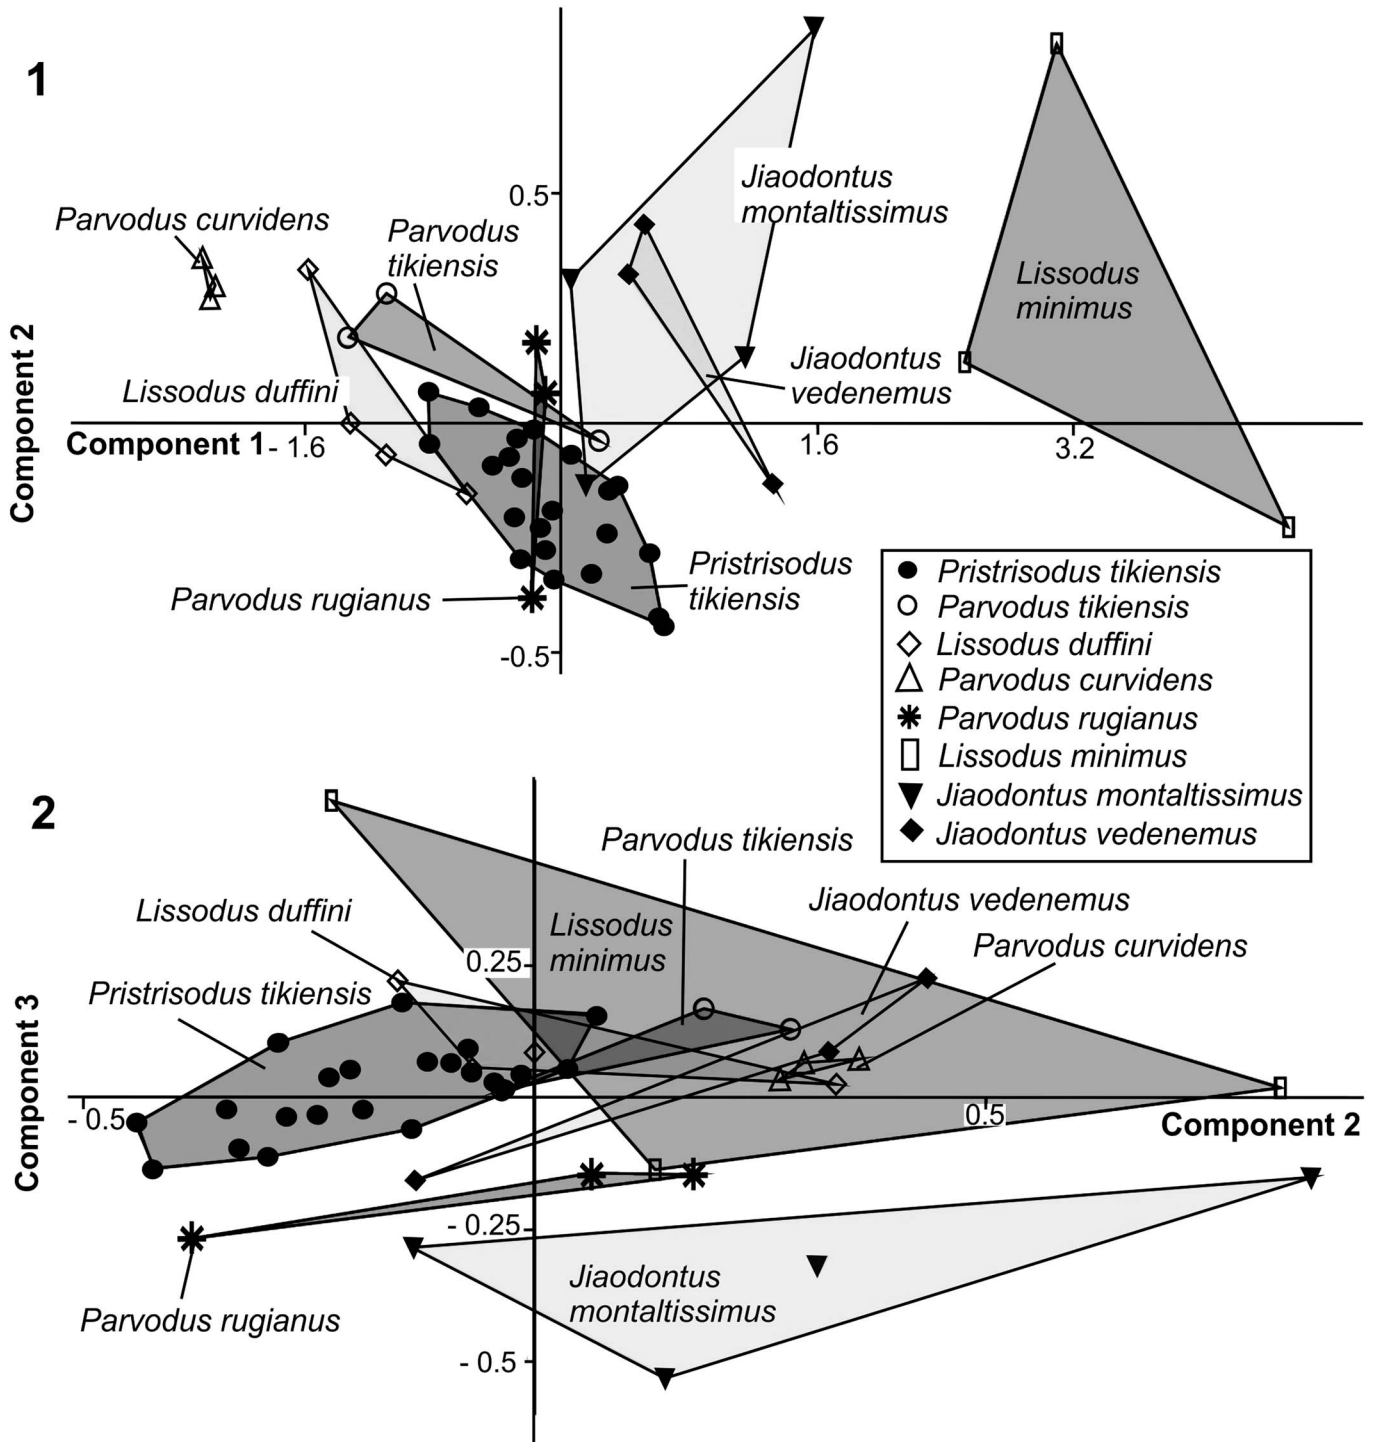 1
0.5
Jiaodontus
montaltissimus
Parvodus curvidens
Parvodus
tikiensis
Lissodus
minimus
Component 2
Jiaodontus
vedenemus
Lissodus duffini
Component 1
- 1.6
1.6
3.2
Pristrisodus
tikiensis
Parvodus rugianus
-0.5
Pristrisodus tikiensis
Parvodus tikiensis
Lissodus duffini
Parvodus curvidens
Parvodus rugianus
Lissodus minimus
Jiaodontus montaltissimus
Jiaodontus vedenemus
2
Parvodus tikiensis
Jiaodontus vedenemus
Lissodus duffini
Lissodus
minimus
Parvodus curvidens
0.25
Pristrisodus tikiensis
Component 3
- 0.5
0.5
Component 2
- 0.25
Jiaodontus
montaltissimus
Parvodus rugianus
- 0.5